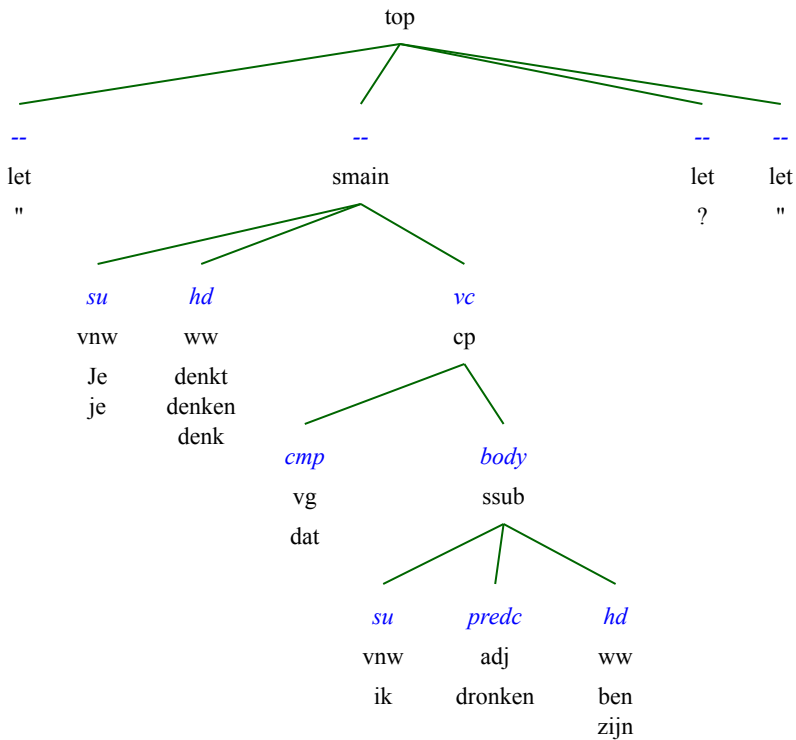 top
-- -- -- --
let smain let let
" ? "
su hd vc
vnw ww cp
Je denkt
je denken
denk
cmp body
vg ssub
dat
su predc hd
vnw adj ww
ik dronken ben
zijn